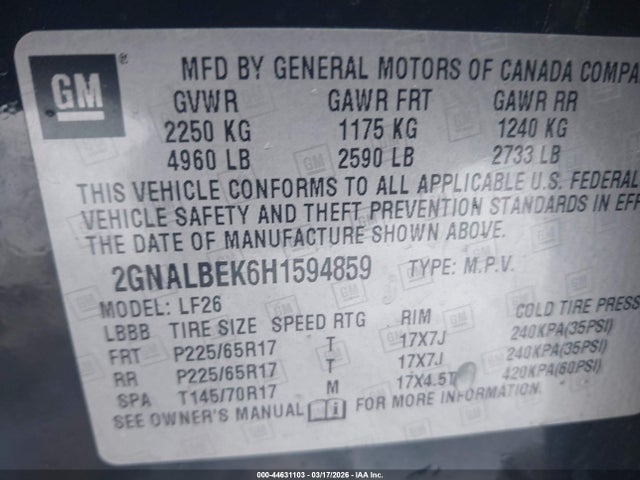 GM ®
MFD BY GENERAL MOTORS OF CANADA COMPA
GVWR GAWR FRT GAWR RR
2250 KG 1175 KG 1240 KG
4960 LB 2590 LB 2733 LB
THIS VEHICLE CONFORMS TO ALL APPLICABLE U.S. FEDERAL
VEHICLE SAFETY AND THEFT PREVENTION STANDARDS IN EFF
THE DATE OF MANUFACTURE SHOWN ABOVE.
2GNALBEK6H1594859 TYPE: M.P.V.
MODEL: LF26
LBBB TIRE SIZE SPEED RTG RIM COLD TIRE PRESS
FRT P225/65R17 T 17X7J 240KPA(35PSI)
RR P225/65R17 T 17X7J 240KPA(35PSI)
SPA T145/70R17 M 17X4.5T 420KPA(60PSI)
SEE OWNER'S MANUAL FOR MORE INFORMATION.
000-44631103 - 03/17/2026 - IAAI, Inc.